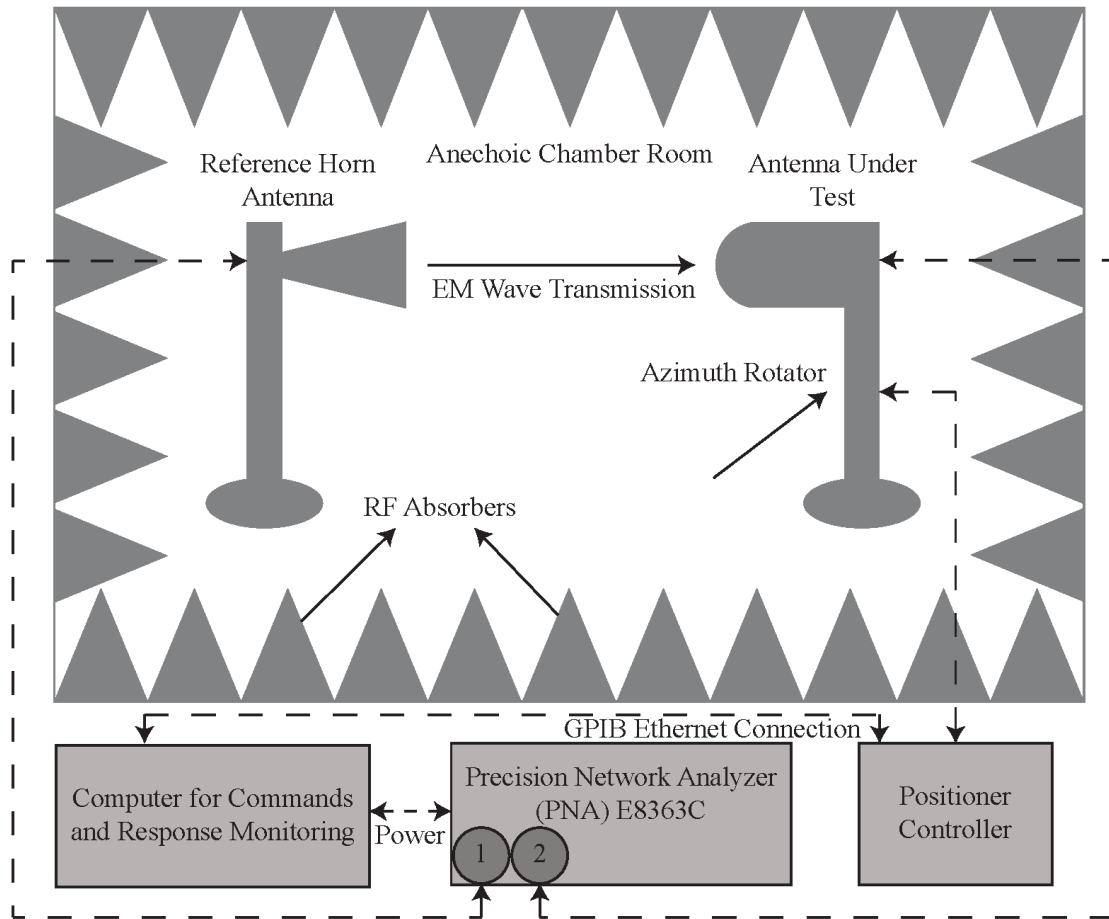 Anechoic Chamber Room
Reference Horn
Antenna
Antenna Under
Test
EM Wave Transmission
Azimuth Rotator
RF Absorbers
GPIB Ethernet Connection
Computer for Commands
and Response Monitoring
Power
Precision Network Analyzer
(PNA) E8363C
1
2
Positioner
Controller